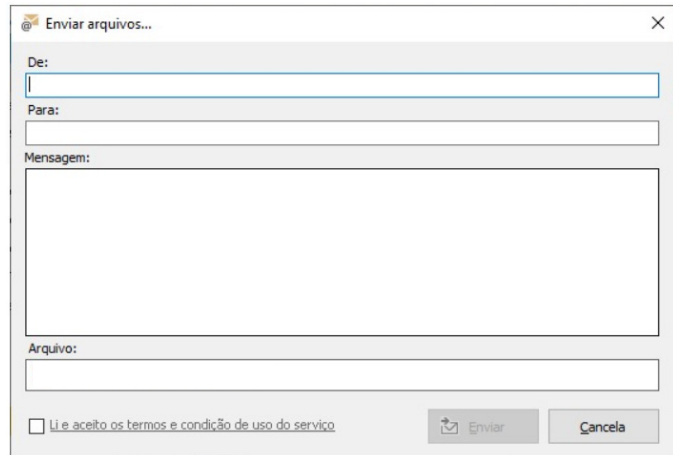 Enviar arquivos...
De:
Para:
Mensagem:
Arquivo:
Li e aceito os termos e condição de uso do serviço
Enviar
Cancela